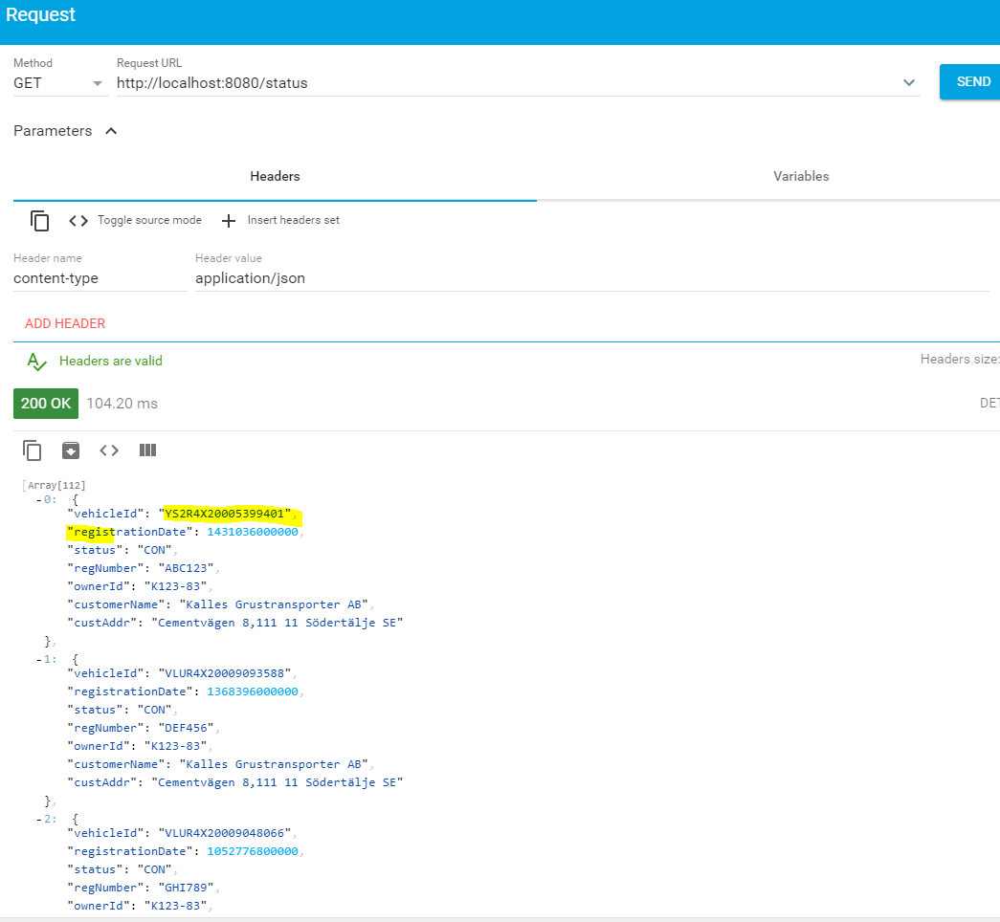 Request
Method
Request URL
GET
http://localhost:8080/status
SEND
Parameters
Headers
Variables
Toggle source mode
Insert headers set
Header name
Header value
content-type
application/json
ADD HEADER
Headers are valid
Headers size:
200 OK
104.20 ms
DET
[Array[112]
-0: {
"vehicleId": "YS2R4X20005399401",
"registrationDate": 1431036000000,
"status": "CON",
"regNumber": "ABC123",
"ownerId": "K123-83",
"customerName": "Kalles Grustransporter AB",
"custAddr": "Cementvägen 8,111 11 Södertälje SE"
},
-1: {
"vehicleId": "VLUR4X20009093588",
"registrationDate": 1368396000000,
"status": "CON",
"regNumber": "DEF456",
"ownerId": "K123-83",
"customerName": "Kalles Grustransporter AB",
"custAddr": "Cementvägen 8,111 11 Södertälje SE"
},
-2: {
"vehicleId": "VLUR4X20009048066",
"registrationDate": 1052776800000,
"status": "CON",
"regNumber": "GHI789",
"ownerId": "K123-83",